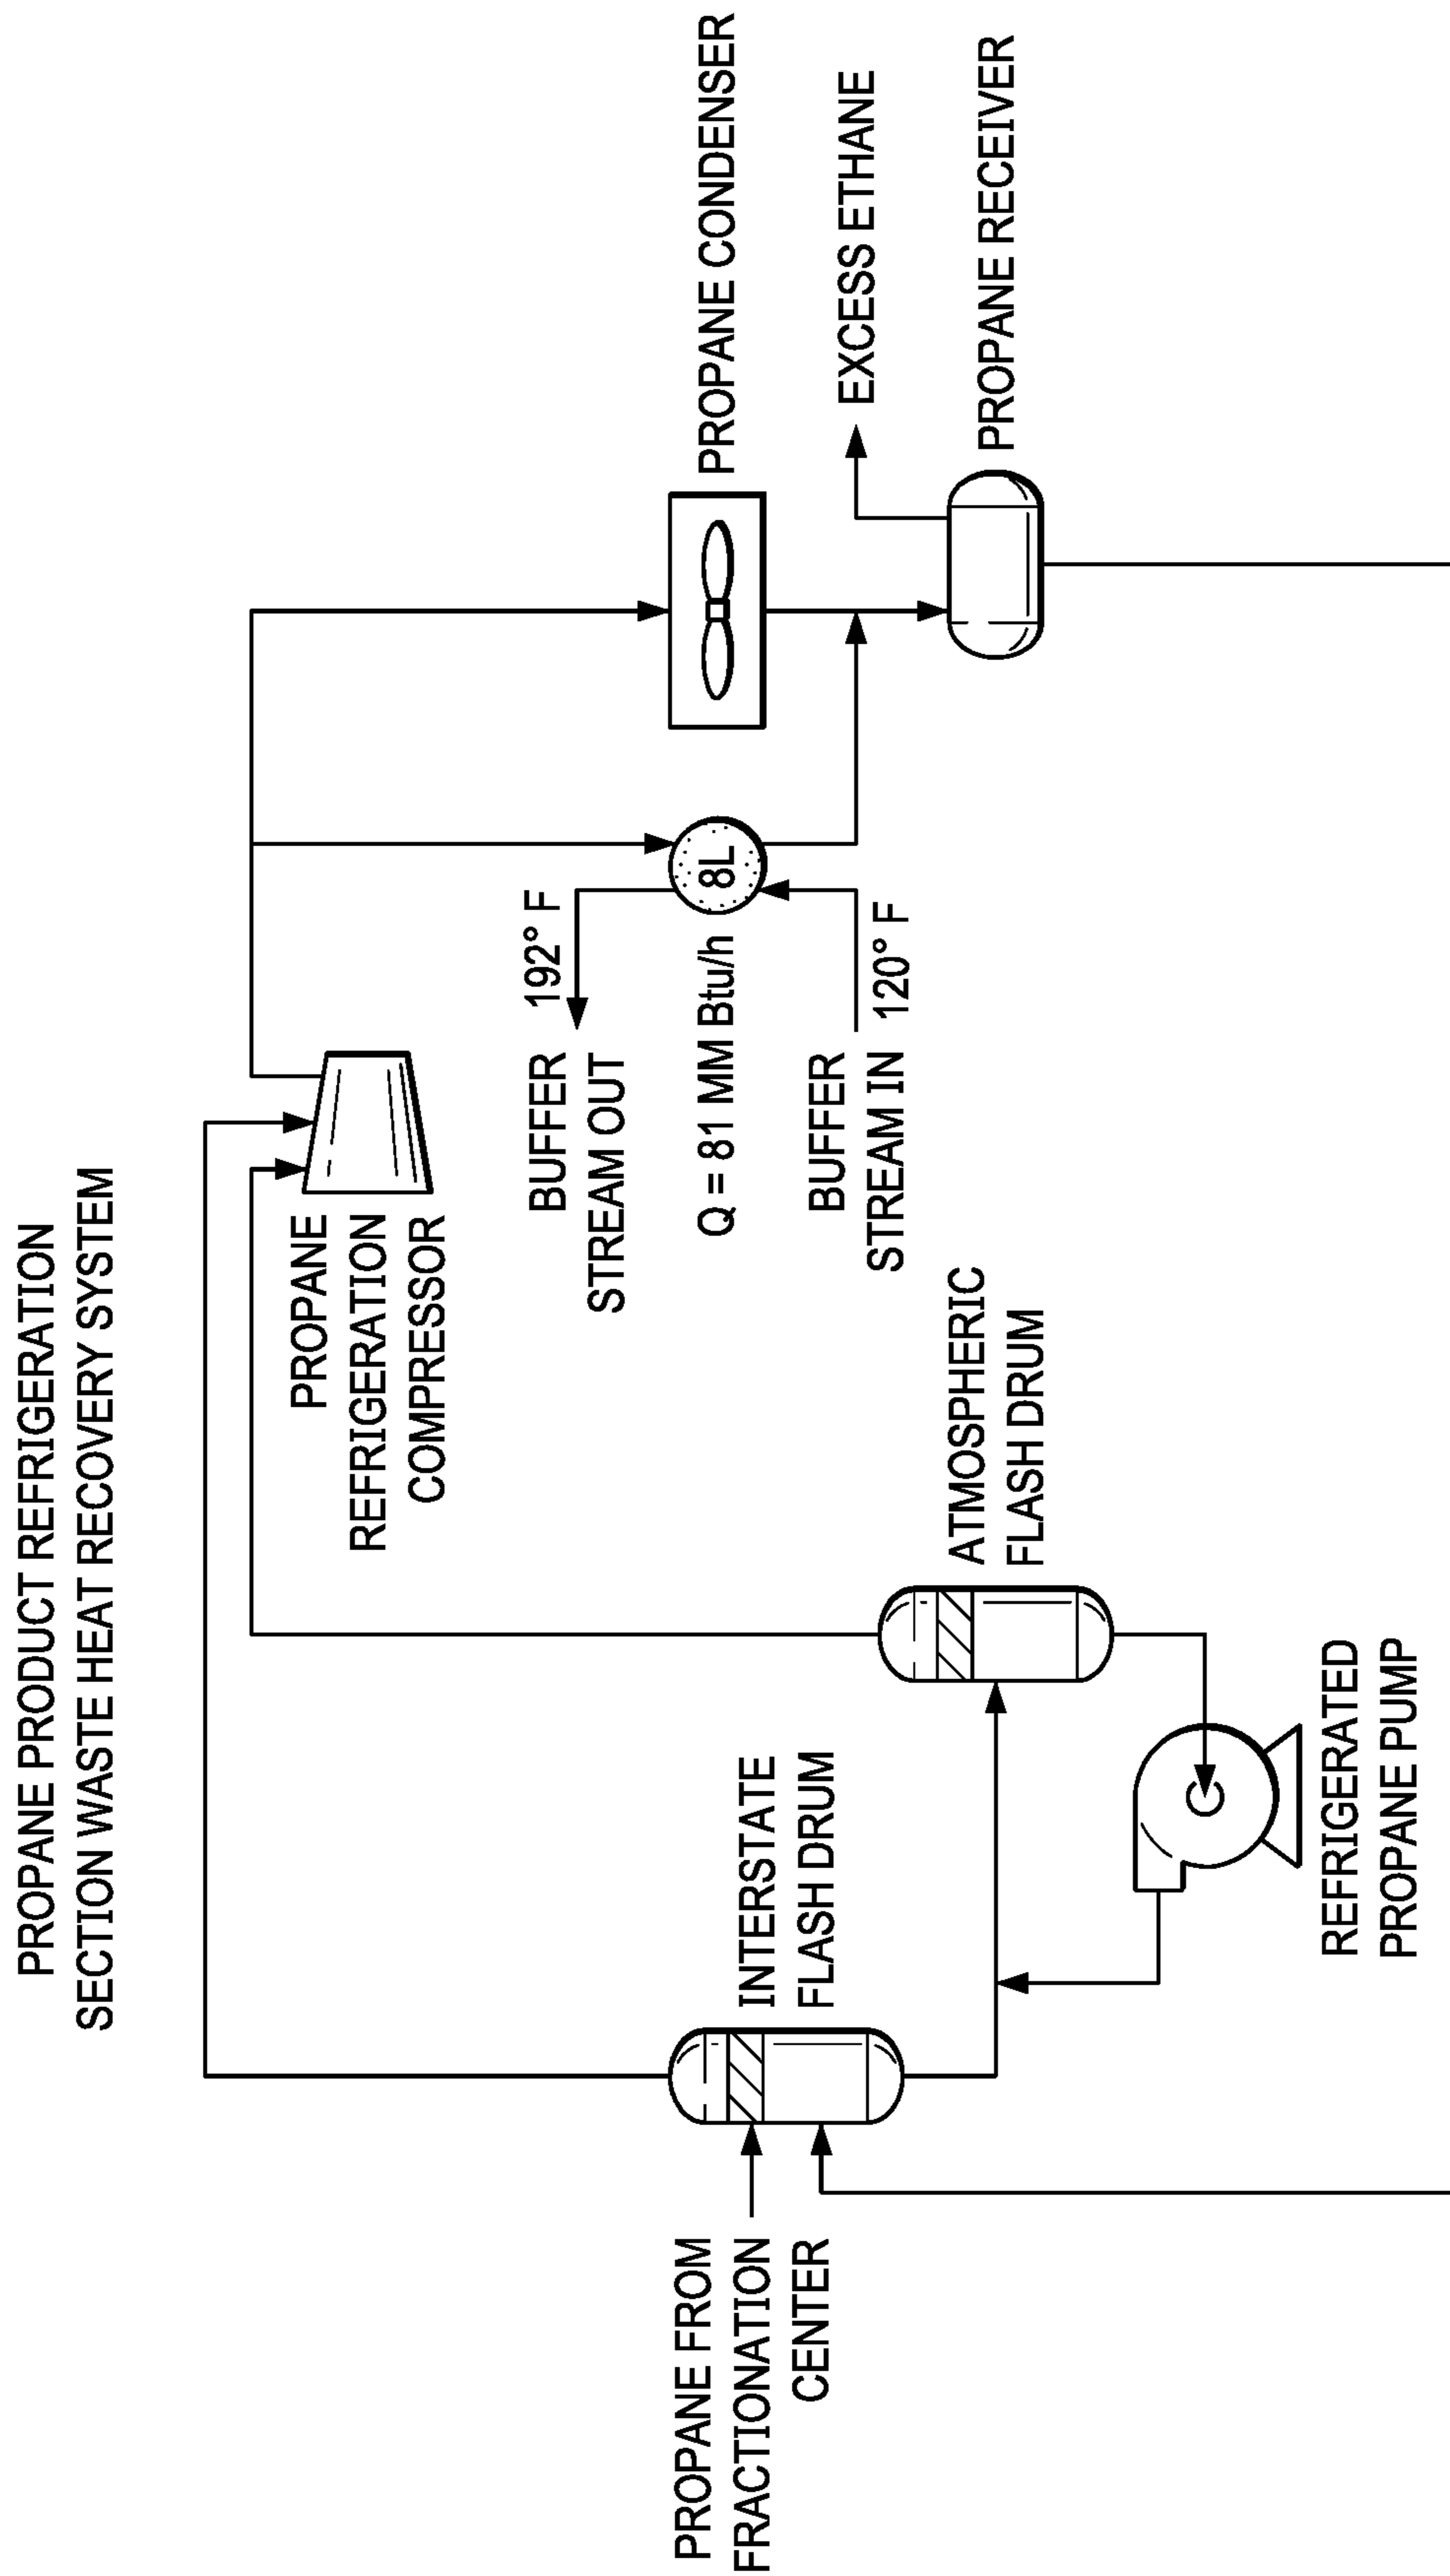 PROPANE PRODUCT REFRIGERATION
SECTION WASTE HEAT RECOVERY SYSTEM
PROPANE
REFRIGERATION
COMPRESSOR
PROPANE CONDENSER
EXCESS ETHANE
PROPANE RECEIVER
BUFFER
STREAM OUT
192° F
8L
Q = 81 MM Btu/h
BUFFER
STREAM IN
120° F
PROPANE FROM
FRACTIONATION
CENTER
INTERSTATE
FLASH DRUM
ATMOSPHERIC
FLASH DRUM
REFRIGERATED
PROPANE PUMP